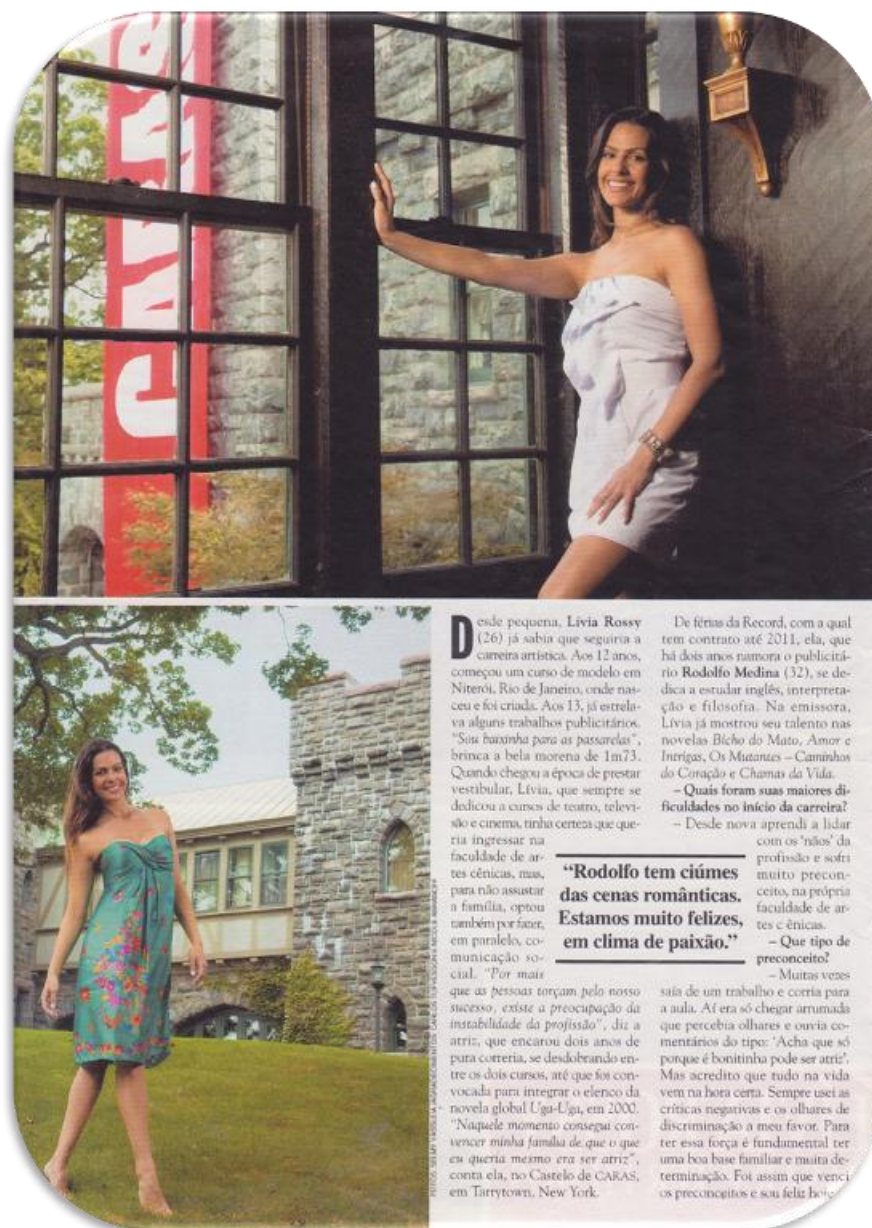 CARAS
Desde pequena, Lívia Rossy
(26) já sabia que seguiria a
carreira artística. Aos 12 anos,
começou um curso de modelo em
Niterói, Rio de Janeiro, onde nas-
ceu e foi criada. Aos 13, já estrela-
va alguns trabalhos publicitários.
"Sou baixinha para as passarelas",
brinca a bela morena de 1m73.
Quando chegou a época de prestar
vestibular, Lívia, que sempre se
dedicou a cursos de teatro, televi-
são e cinema, tinha certeza que que-
ria ingressar na
faculdade de ar-
tes cênicas, mas,
para não assustar
a família, optou
também por fazer,
em paralelo, co-
municação so-
cial. "Por mais
que as pessoas torçam pelo nosso
sucesso, existe a preocupação da
instabilidade da profissão", diz a
atriz, que encarou dois anos de
pura correria, se desdobrando en-
tre os dois cursos, até que foi con-
vocada para integrar o elenco da
novela global Uga-Uga, em 2000.
"Naquele momento consegui con-
vencer minha família de que o que
eu queria mesmo era ser atriz",
conta ela, no Castelo de CARAS,
em Tarrytown, New York.
"Rodolfo tem ciúmes
das cenas românticas.
Estamos muito felizes,
em clima de paixão."
De férias da Record, com a qual
tem contrato até 2011, ela, que
há dois anos namora o publicitá-
rio Rodolfo Medina (32), se de-
dica a estudar inglês, interpreta-
ção e filosofia. Na emissora,
Lívia já mostrou seu talento nas
novelas Bicho do Mato, Amor e
Intrigas, Os Mutantes – Caminhos
do Coração e Chamas da Vida.
– Quais foram suas maiores di-
ficuldades no início da carreira?
– Desde nova aprendi a lidar
com os 'nãos' da
profissão e sofri
muito precon-
ceito, na própria
faculdade de ar-
tes cênicas.
– Que tipo de
preconceito?
– Muitas vezes
saía de um trabalho e corria para
a aula. Aí era só chegar arrumada
que percebia olhares e ouvia co-
mentários do tipo: 'Acha que só
porque é bonitinha pode ser atriz'.
Mas acredito que tudo na vida
vem na hora certa. Sempre usei as
críticas negativas e os olhares de
discriminação a meu favor. Para
ter essa força é fundamental ter
uma boa base familiar e muita de-
terminação. Foi assim que venci
os preconceitos e sou feliz hoje
FOTOS: SELMY YASSUDA